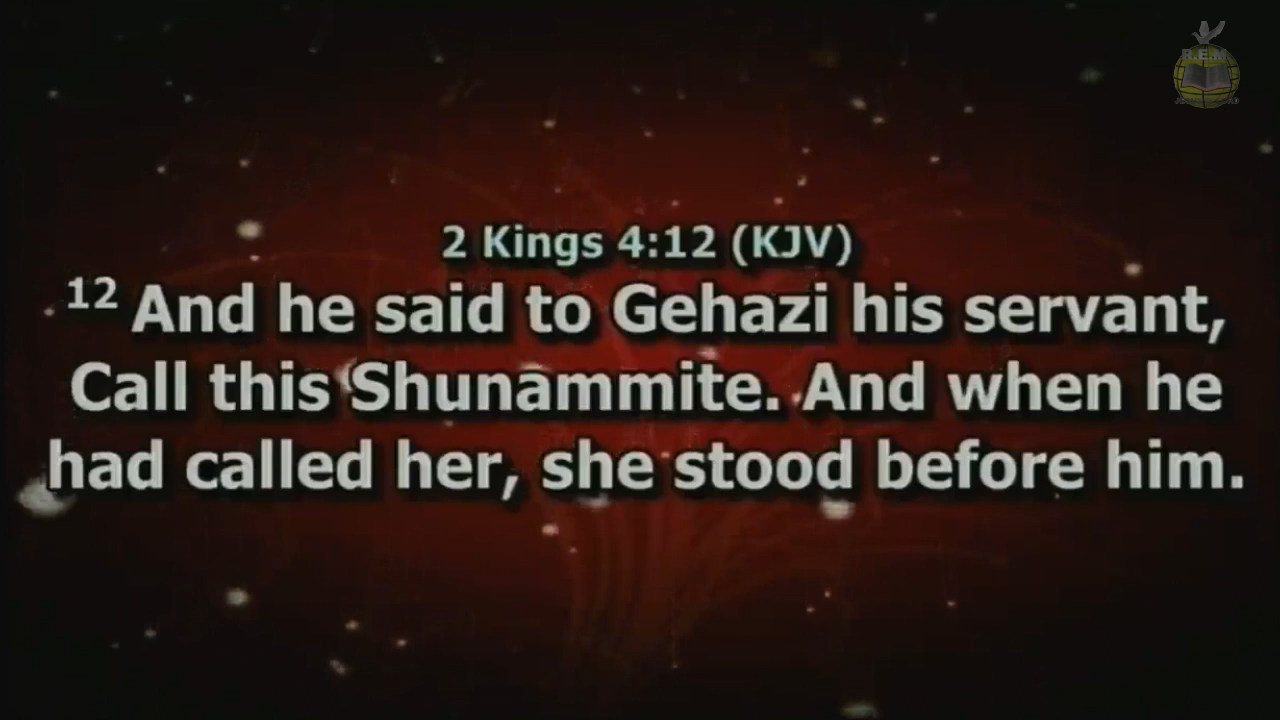 R.E.M
2 Kings 4:12 (KJV)
12 And he said to Gehazi his servant,
Call this Shunammite. And when he
had called her, she stood before him.